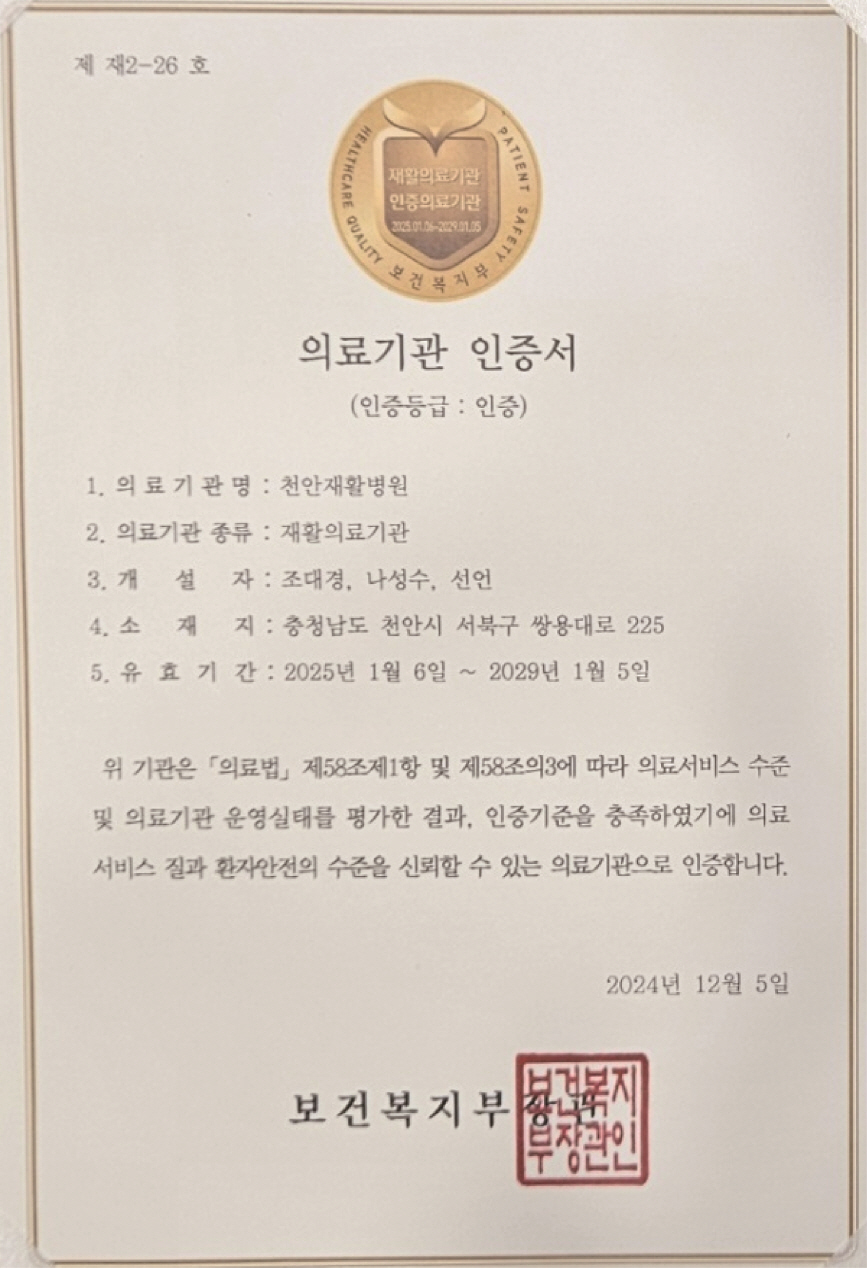 제 재2-26 호
HEALTHCARE QUALITY
PATIENT SAFETY
재활의료기관
인증의료기관
2025.01.06~2029.01.05
보건복지부
의료기관 인증서
(인증등급 : 인증)
1. 의료기관명 : 천안재활병원
2. 의료기관 종류 : 재활의료기관
3. 개 설 자 : 조대경, 나성수, 선언
4. 소 재 지 : 충청남도 천안시 서북구 쌍용대로 225
5. 유 효 기 간 : 2025년 1월 6일 ~ 2029년 1월 5일
위 기관은 「의료법」 제58조제1항 및 제58조의3에 따라 의료서비스 수준
및 의료기관 운영실태를 평가한 결과, 인증기준을 충족하였기에 의료
서비스 질과 환자안전의 수준을 신뢰할 수 있는 의료기관으로 인증합니다.
2024년 12월 5일
보건복지부장관
보건복지
부장관인